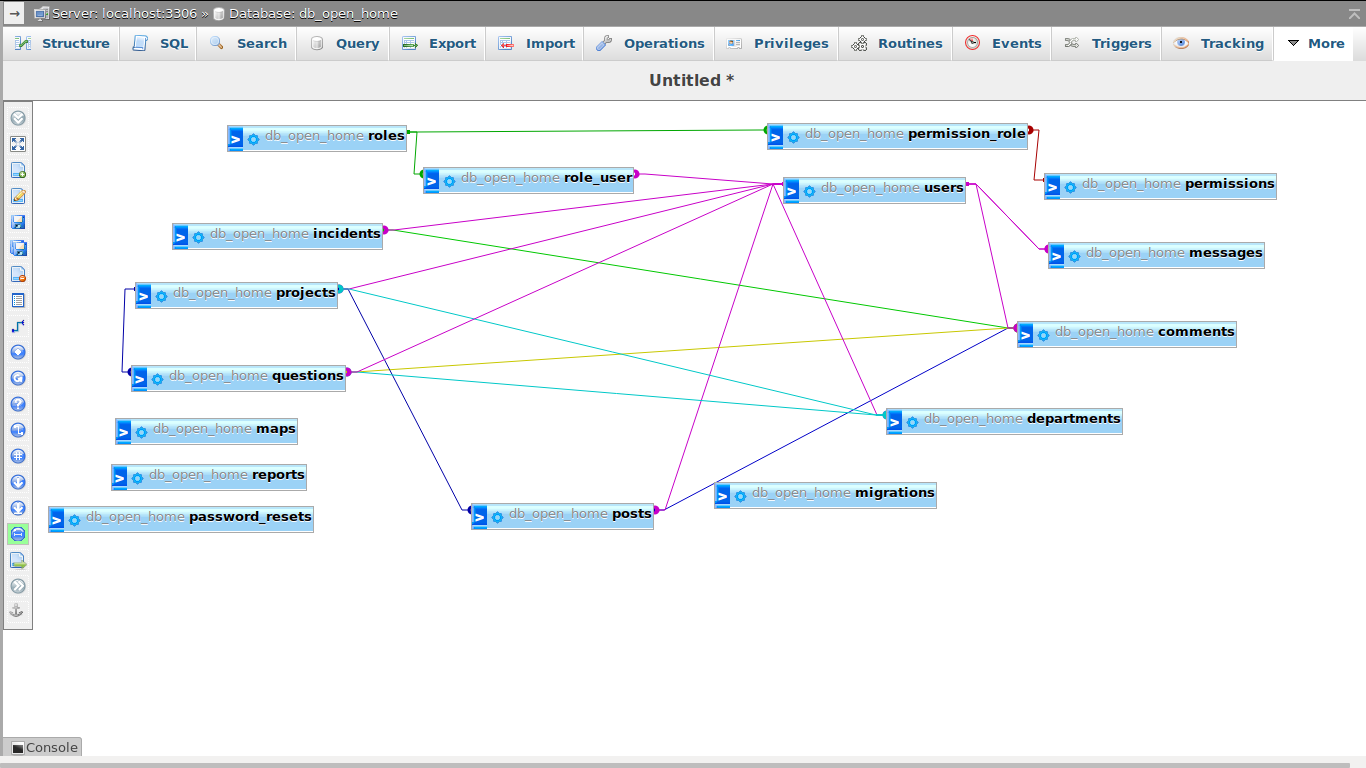 Server: localhost:3306 » Database: db_open_home
Structure SQL Search Query Export Import Operations Privileges Routines Events Triggers Tracking More
Untitled *
db_open_home roles
db_open_home permission_role
db_open_home role_user
db_open_home users
db_open_home permissions
db_open_home incidents
db_open_home messages
db_open_home projects
db_open_home comments
db_open_home questions
db_open_home departments
db_open_home maps
db_open_home reports
db_open_home migrations
db_open_home password_resets
db_open_home posts
Console